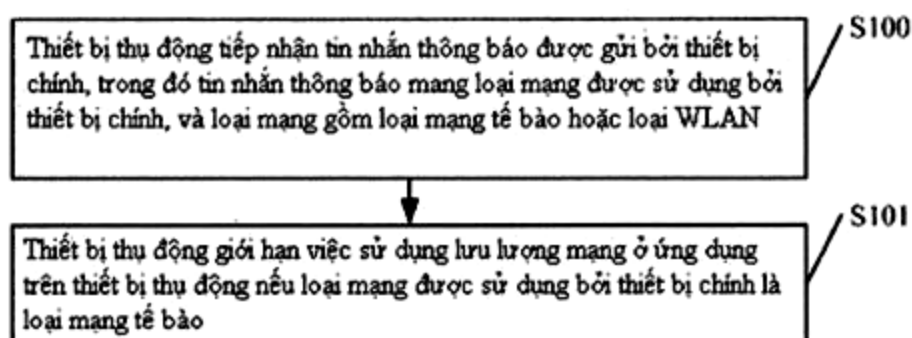 S100
Thiết bị thụ động tiếp nhận tin nhắn thông báo được gửi bởi thiết bị
chính, trong đó tin nhắn thông báo mang loại mạng được sử dụng bởi
thiết bị chính, và loại mạng gồm loại mạng tế bào hoặc loại WLAN
S101
Thiết bị thụ động giới hạn việc sử dụng lưu lượng mạng ở ứng dụng
trên thiết bị thụ động nếu loại mạng được sử dụng bởi thiết bị chính là
loại mạng tế bào